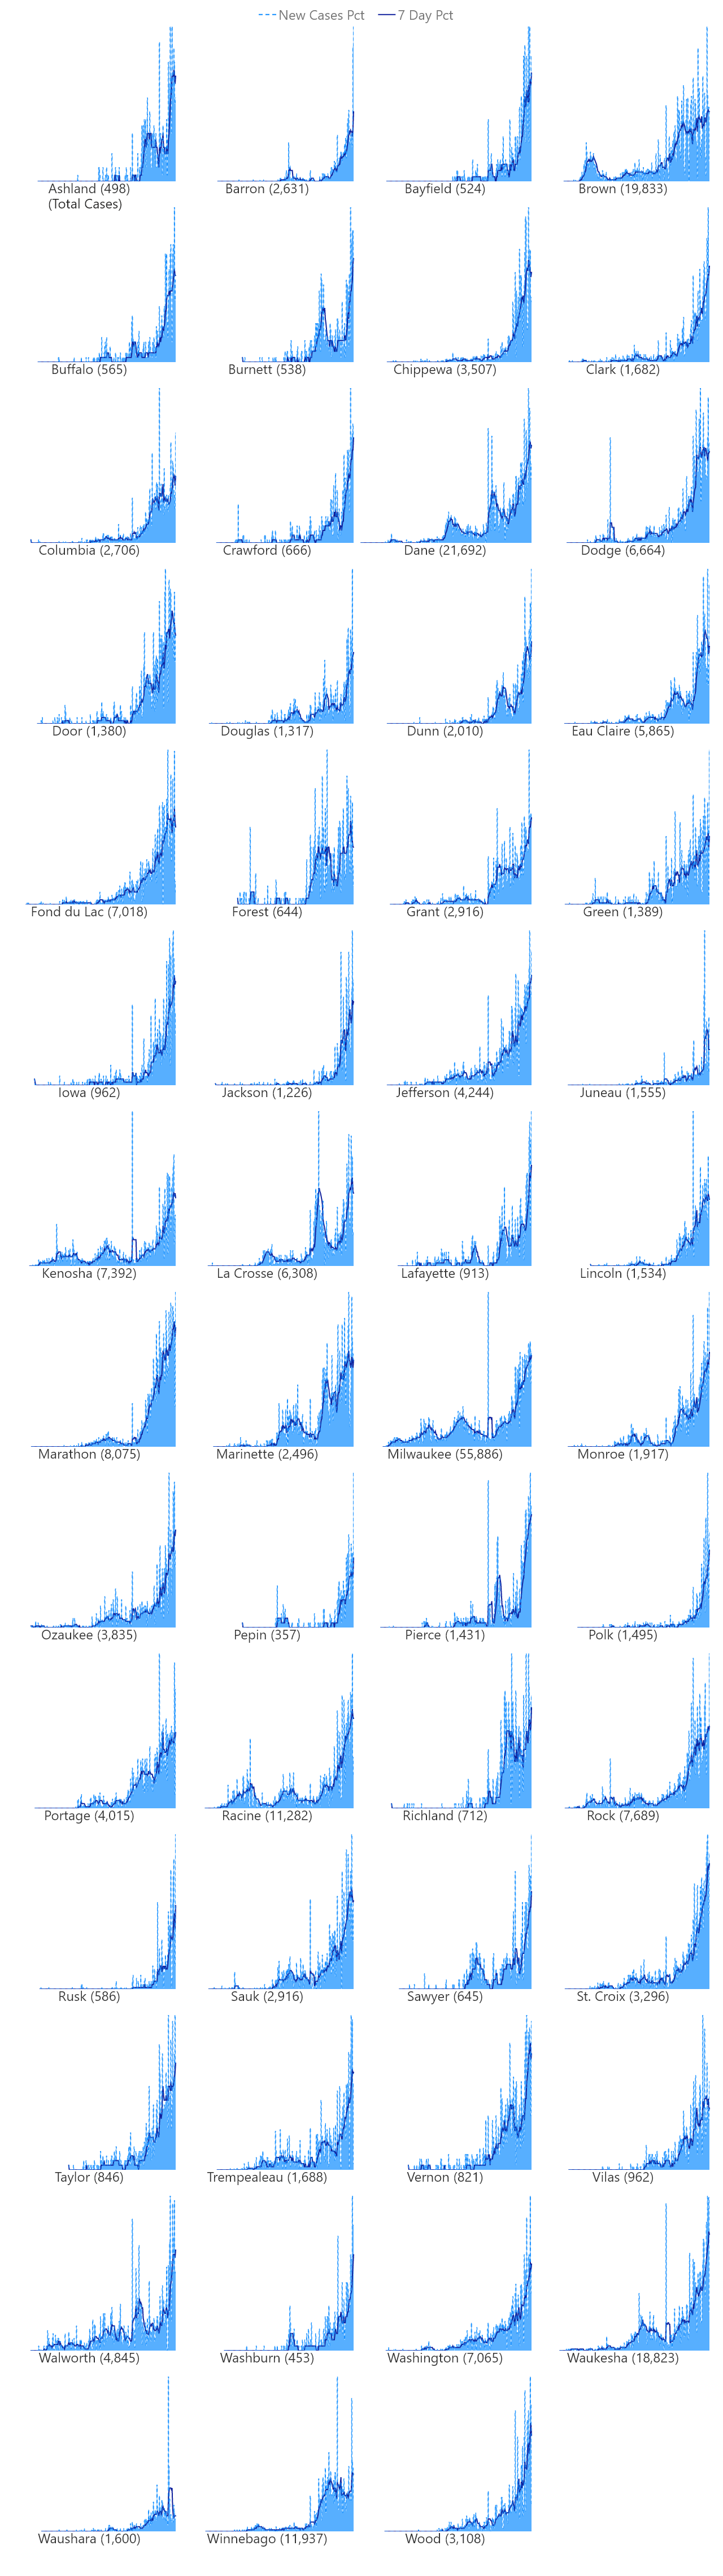 New Cases Pct 7 Day Pct
Ashland (498) Barron (2,631) Bayfield (524) Brown (19,833)
(Total Cases)
Buffalo (565) Burnett (538) Chippewa (3,507) Clark (1,682)
Columbia (2,706) Crawford (666) Dane (21,692) Dodge (6,664)
Door (1,380) Douglas (1,317) Dunn (2,010) Eau Claire (5,865)
Fond du Lac (7,018) Forest (644) Grant (2,916) Green (1,389)
Iowa (962) Jackson (1,226) Jefferson (4,244) Juneau (1,555)
Kenosha (7,392) La Crosse (6,308) Lafayette (913) Lincoln (1,534)
Marathon (8,075) Marinette (2,496) Milwaukee (55,886) Monroe (1,917)
Ozaukee (3,835) Pepin (357) Pierce (1,431) Polk (1,495)
Portage (4,015) Racine (11,282) Richland (712) Rock (7,689)
Rusk (586) Sauk (2,916) Sawyer (645) St. Croix (3,296)
Taylor (846) Trempealeau (1,688) Vernon (821) Vilas (962)
Walworth (4,845) Washburn (453) Washington (7,065) Waukesha (18,823)
Waushara (1,600) Winnebago (11,937) Wood (3,108)